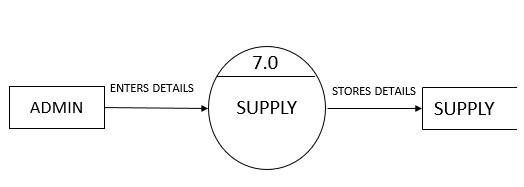 7.0
ENTERS DETAILS
STORES DETAILS
ADMIN
SUPPLY
SUPPLY